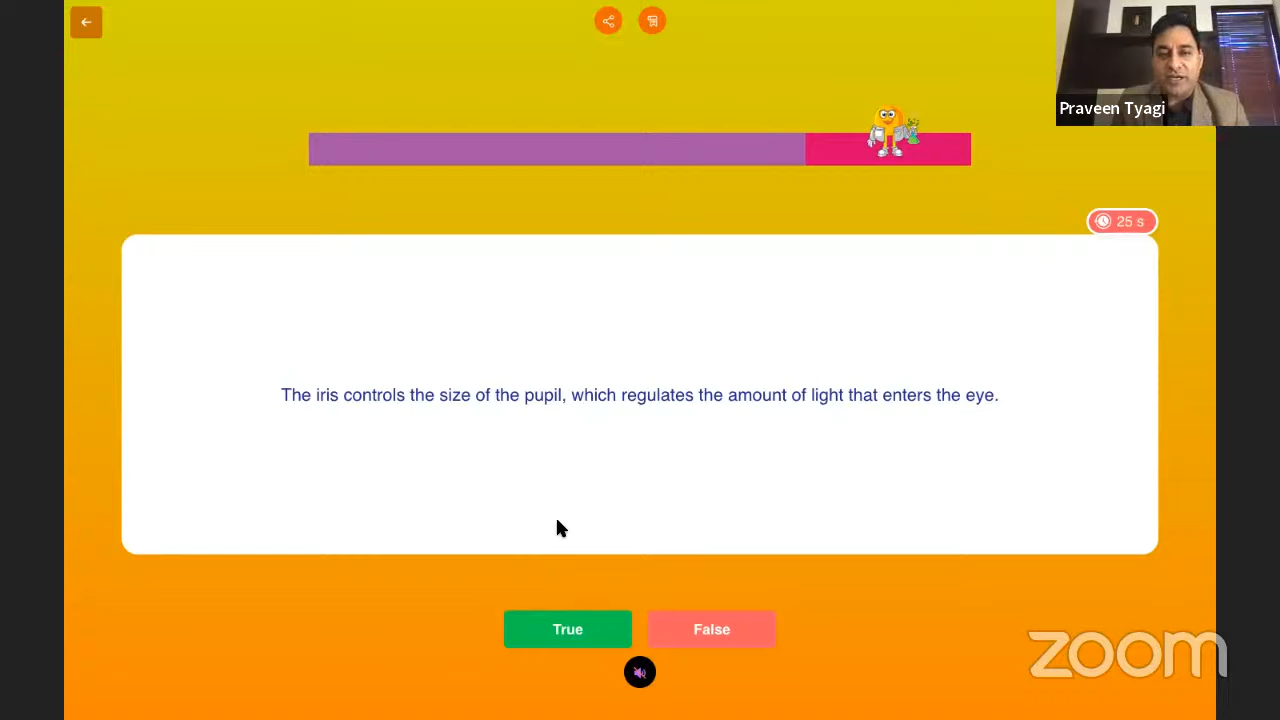 Praveen Tyagi
25 s
The iris controls the size of the pupil, which regulates the amount of light that enters the eye.
True
False
zoom